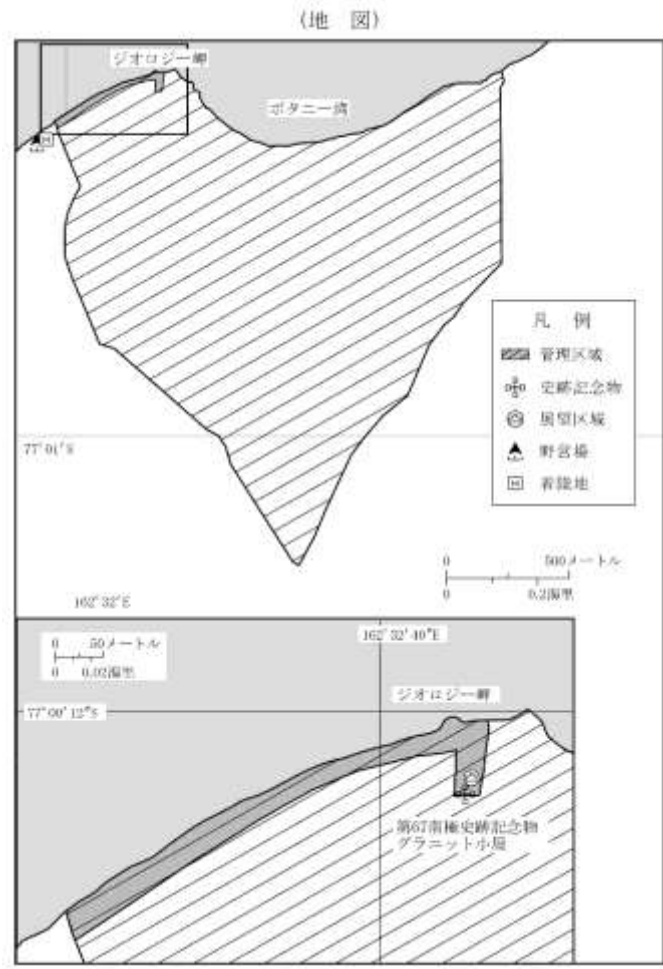 (地 図)
ジオロジー岬
ボタニー湾
H
凡 例
管理区域
史跡記念物
展望区域
野営場
H 着陸地
77°01'S
0 500メートル
0 0.2海里
162°32'E
0 50メートル
0 0.02海里
162°32'40"E
ジオロジー岬
77°00'12"S
第67南極史跡記念物
グラニット小屋